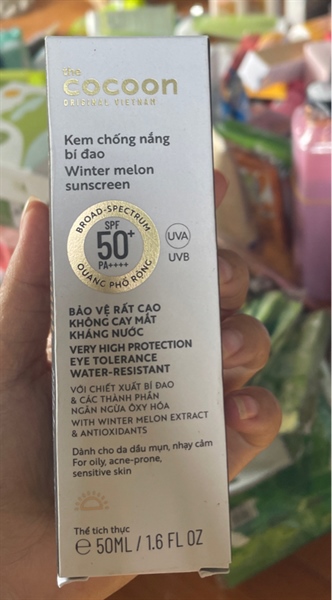 the
COCOON
ORIGINAL VIETNAM
Kem chống nắng
bí đao
Winter melon
sunscreen
BROAD-SPECTRUM
SPF
50+
PA++++
QUANG PHỔ RỘNG
UVA
UVB
BẢO VỆ RẤT CAO
KHÔNG CAY MẮT
KHÁNG NƯỚC
VERY HIGH PROTECTION
EYE TOLERANCE
WATER-RESISTANT
VỚI CHIẾT XUẤT BÍ ĐAO
& CÁC THÀNH PHẦN
NGĂN NGỪA ÔXY HÓA
WITH WINTER MELON EXTRACT
& ANTIOXIDANTS
Dành cho da dầu mụn, nhạy cảm
For oily, acne-prone,
sensitive skin
Thể tích thực
℮ 50ML / 1.6 FL OZ